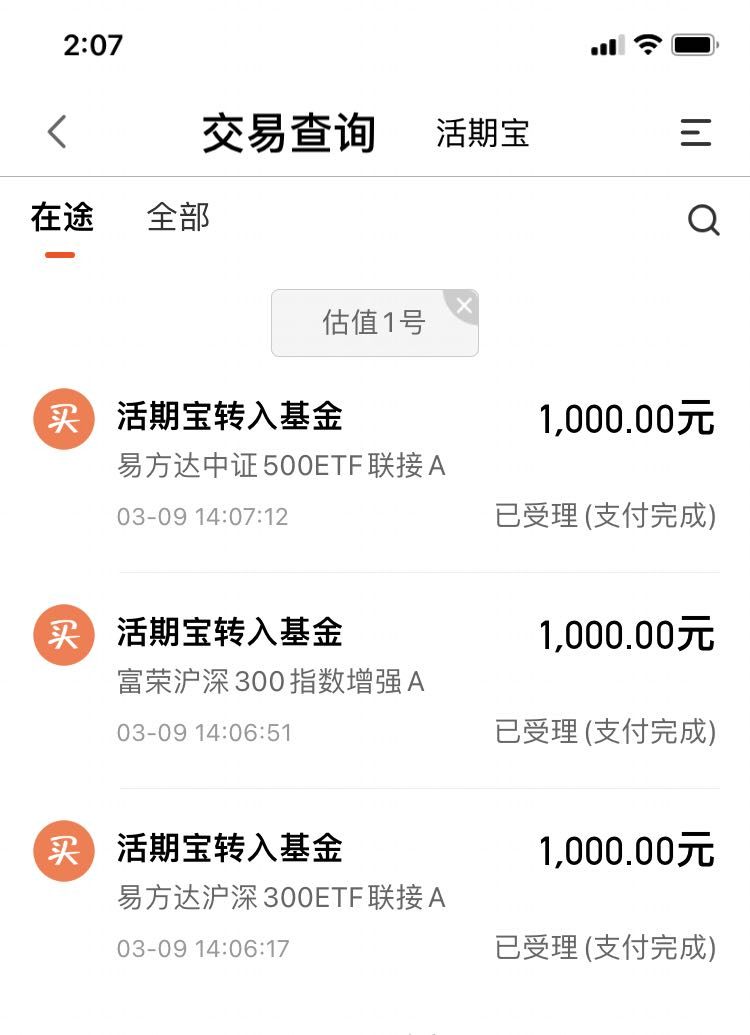 2:07
交易查询 活期宝
在途 全部
估值1号
买 活期宝转入基金 1,000.00元
易方达中证500ETF联接A
03-09 14:07:12 已受理(支付完成)
买 活期宝转入基金 1,000.00元
富荣沪深300指数增强A
03-09 14:06:51 已受理(支付完成)
买 活期宝转入基金 1,000.00元
易方达沪深300ETF联接A
03-09 14:06:17 已受理(支付完成)